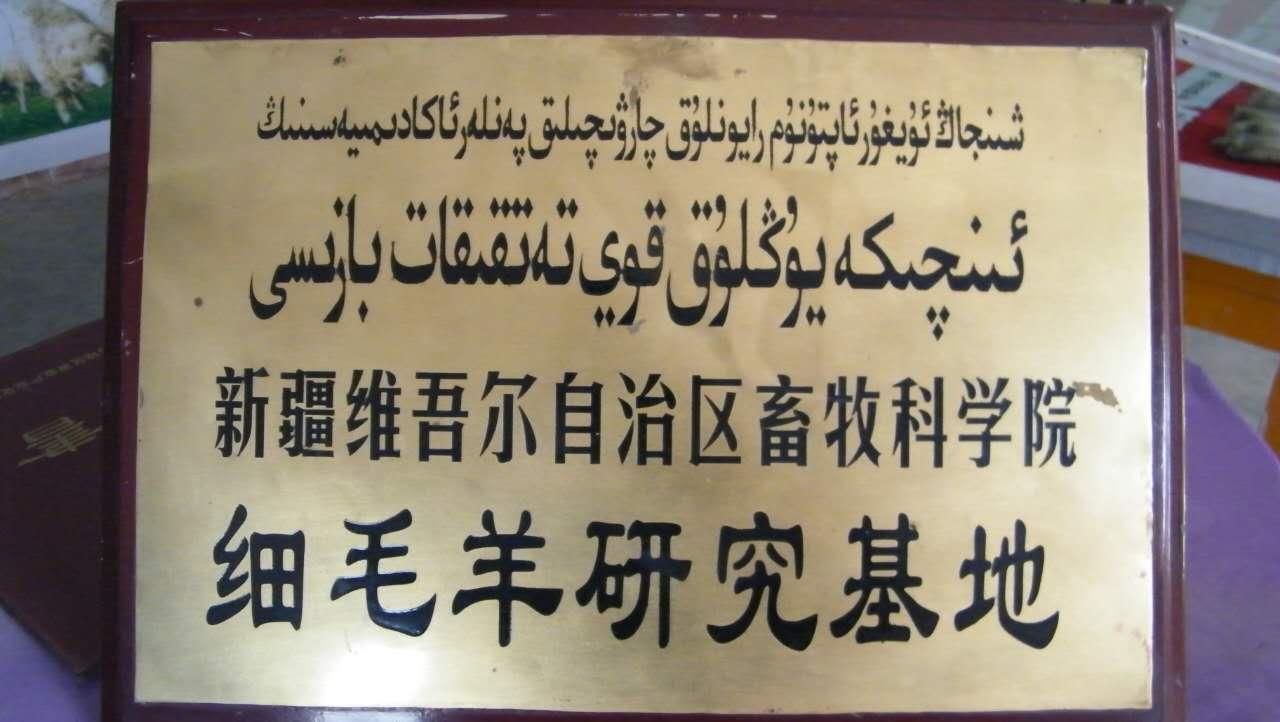 شىنجاڭ ئۇيغۇر ئاپتونوم رايونلۇق چارۋىچىلىق پەنلەر ئاكادىمىيەسىنىڭ
ئىنچىكە يۇڭلۇق قوي تەتقىقات بازىسى
新疆维吾尔自治区畜牧科学院
细毛羊研究基地